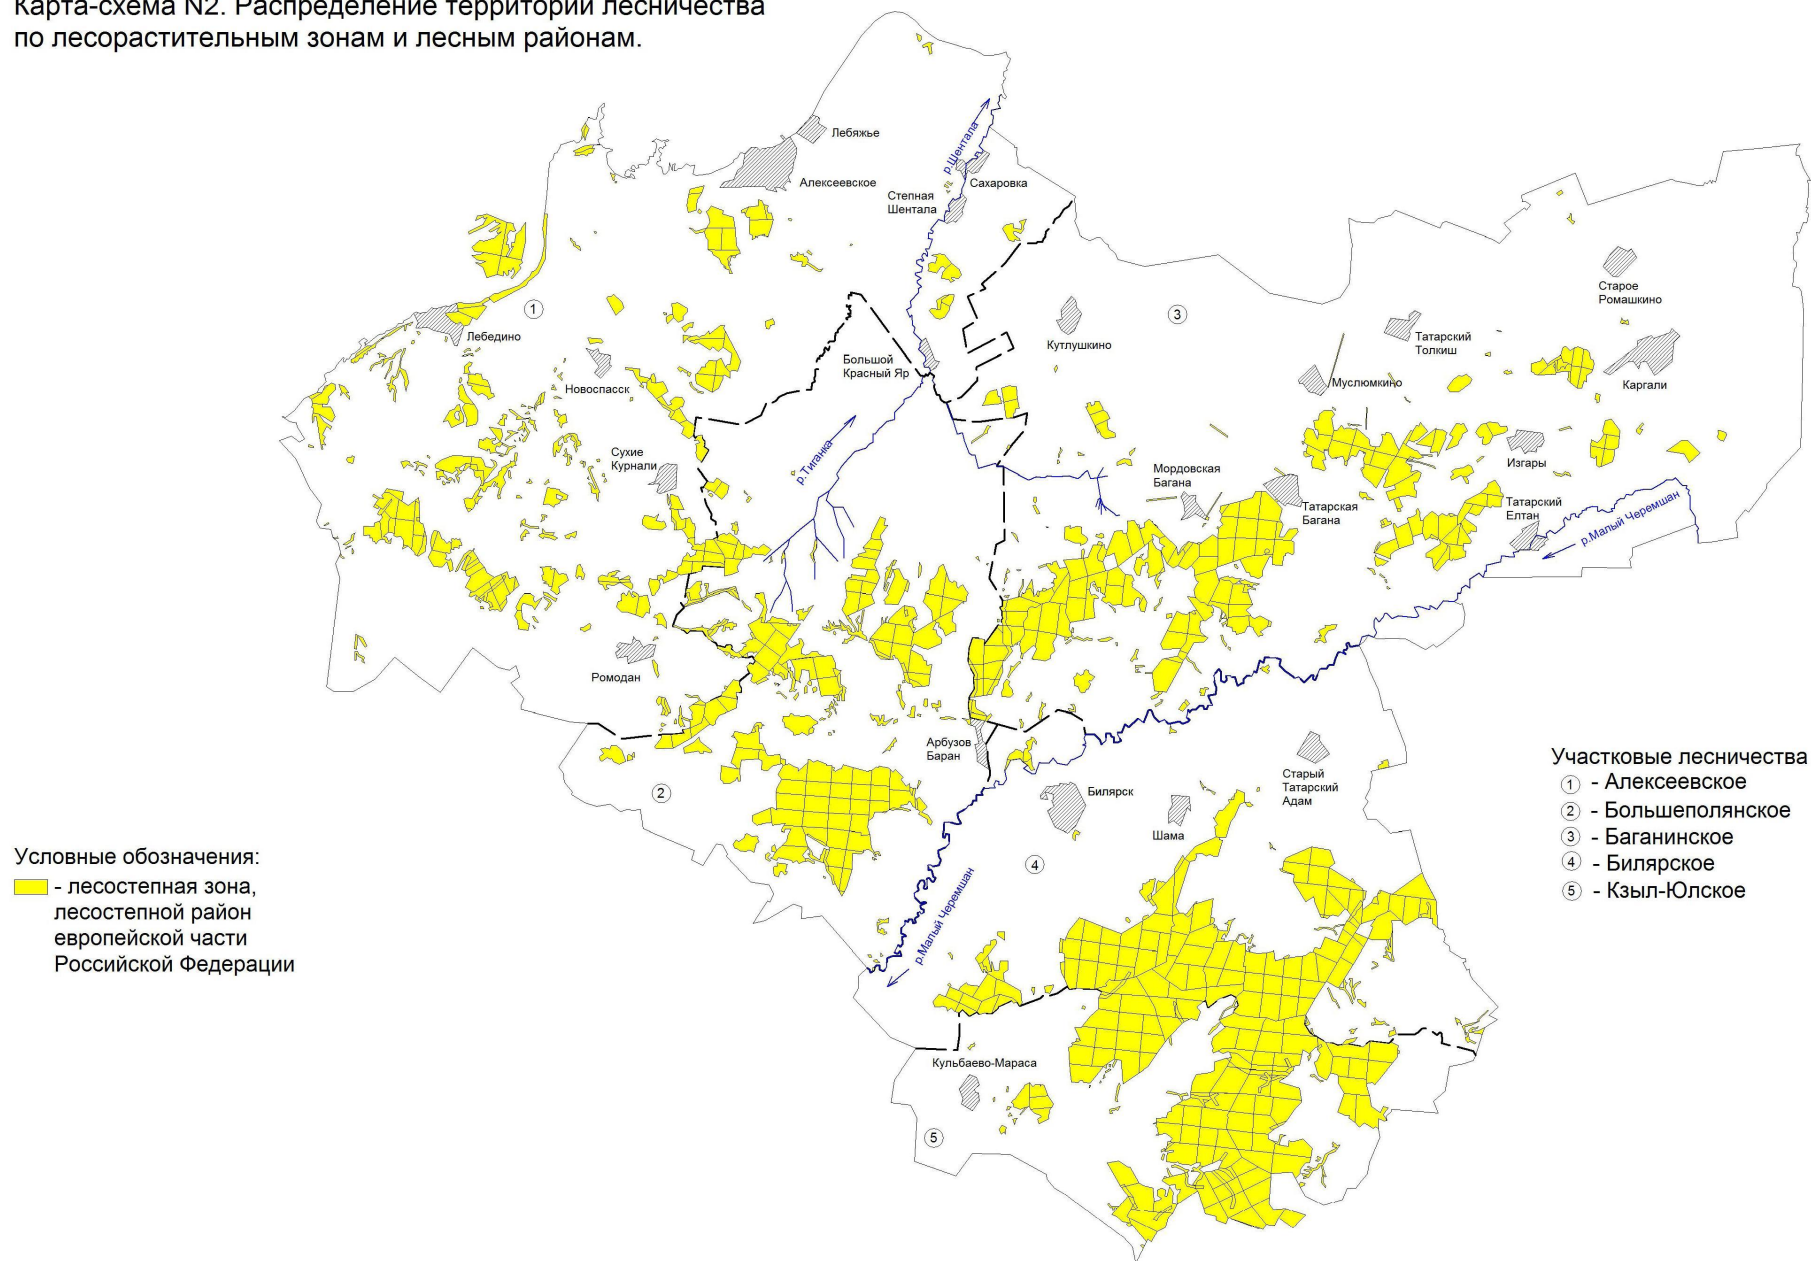 Карта-схема N2. Распределение территории лесничества
по лесорастительным зонам и лесным районам.
Лебяжье
Алексеевское
р.Шентала
Сахаровка
Степная
Шентала
Старое
Ромашкино
1
3
Лебедино
Кутлушкино
Татарский
Толкиш
Большой
Красный Яр
Новоспасск
Муслюмкино
Каргали
Сухие
Курнали
р.Тиганка
Мордовская
Багана
Изгары
Татарская
Багана
Татарский
Елтан
р.Малый Черемшан
Ромодан
Арбузов
Баран
Старый
Татарский
Адам
2
Билярск
Шама
4
р.Малый Черемшан
Кульбаево-Мараса
5
Участковые лесничества
1 - Алексеевское
2 - Большеполянское
3 - Баганинское
4 - Билярское
5 - Кзыл-Юлское
Условные обозначения:
- лесостепная зона,
лесостепной район
европейской части
Российской Федерации